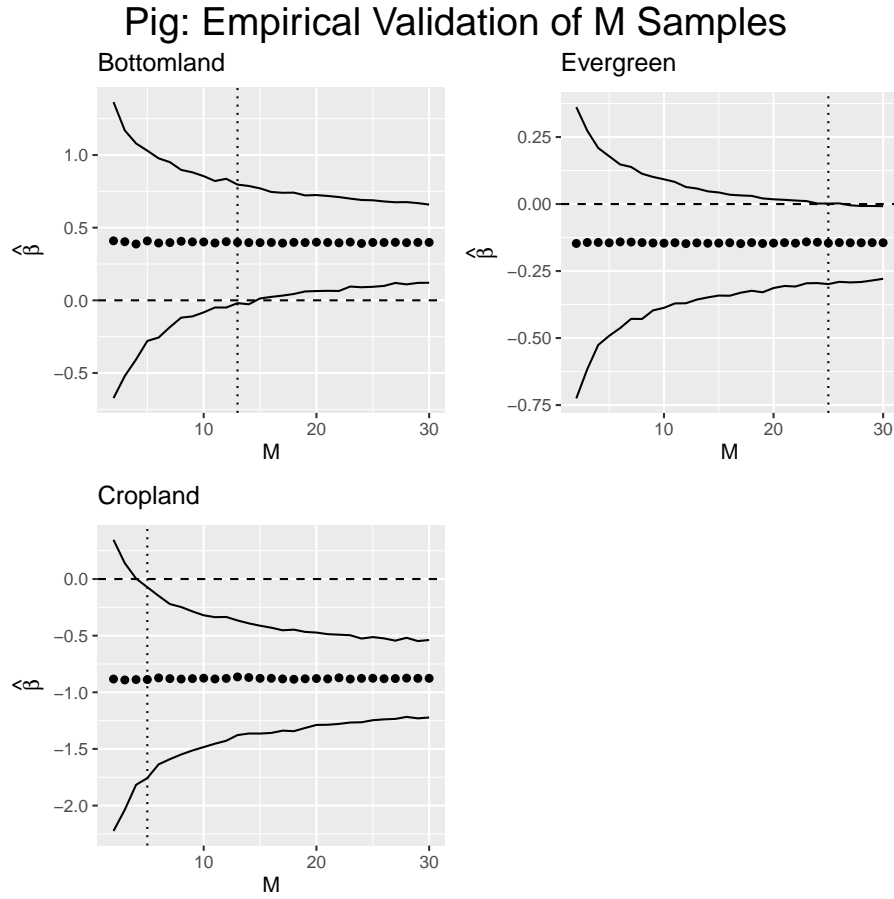 Pig: Empirical Validation of M Samples
Bottomland
1.0
0.5
0.0
−0.5
β̂
10 20 30
M
Evergreen
0.25
0.00
−0.25
−0.50
−0.75
β̂
10 20 30
M
Cropland
0.0
−0.5
−1.0
−1.5
−2.0
β̂
10 20 30
M